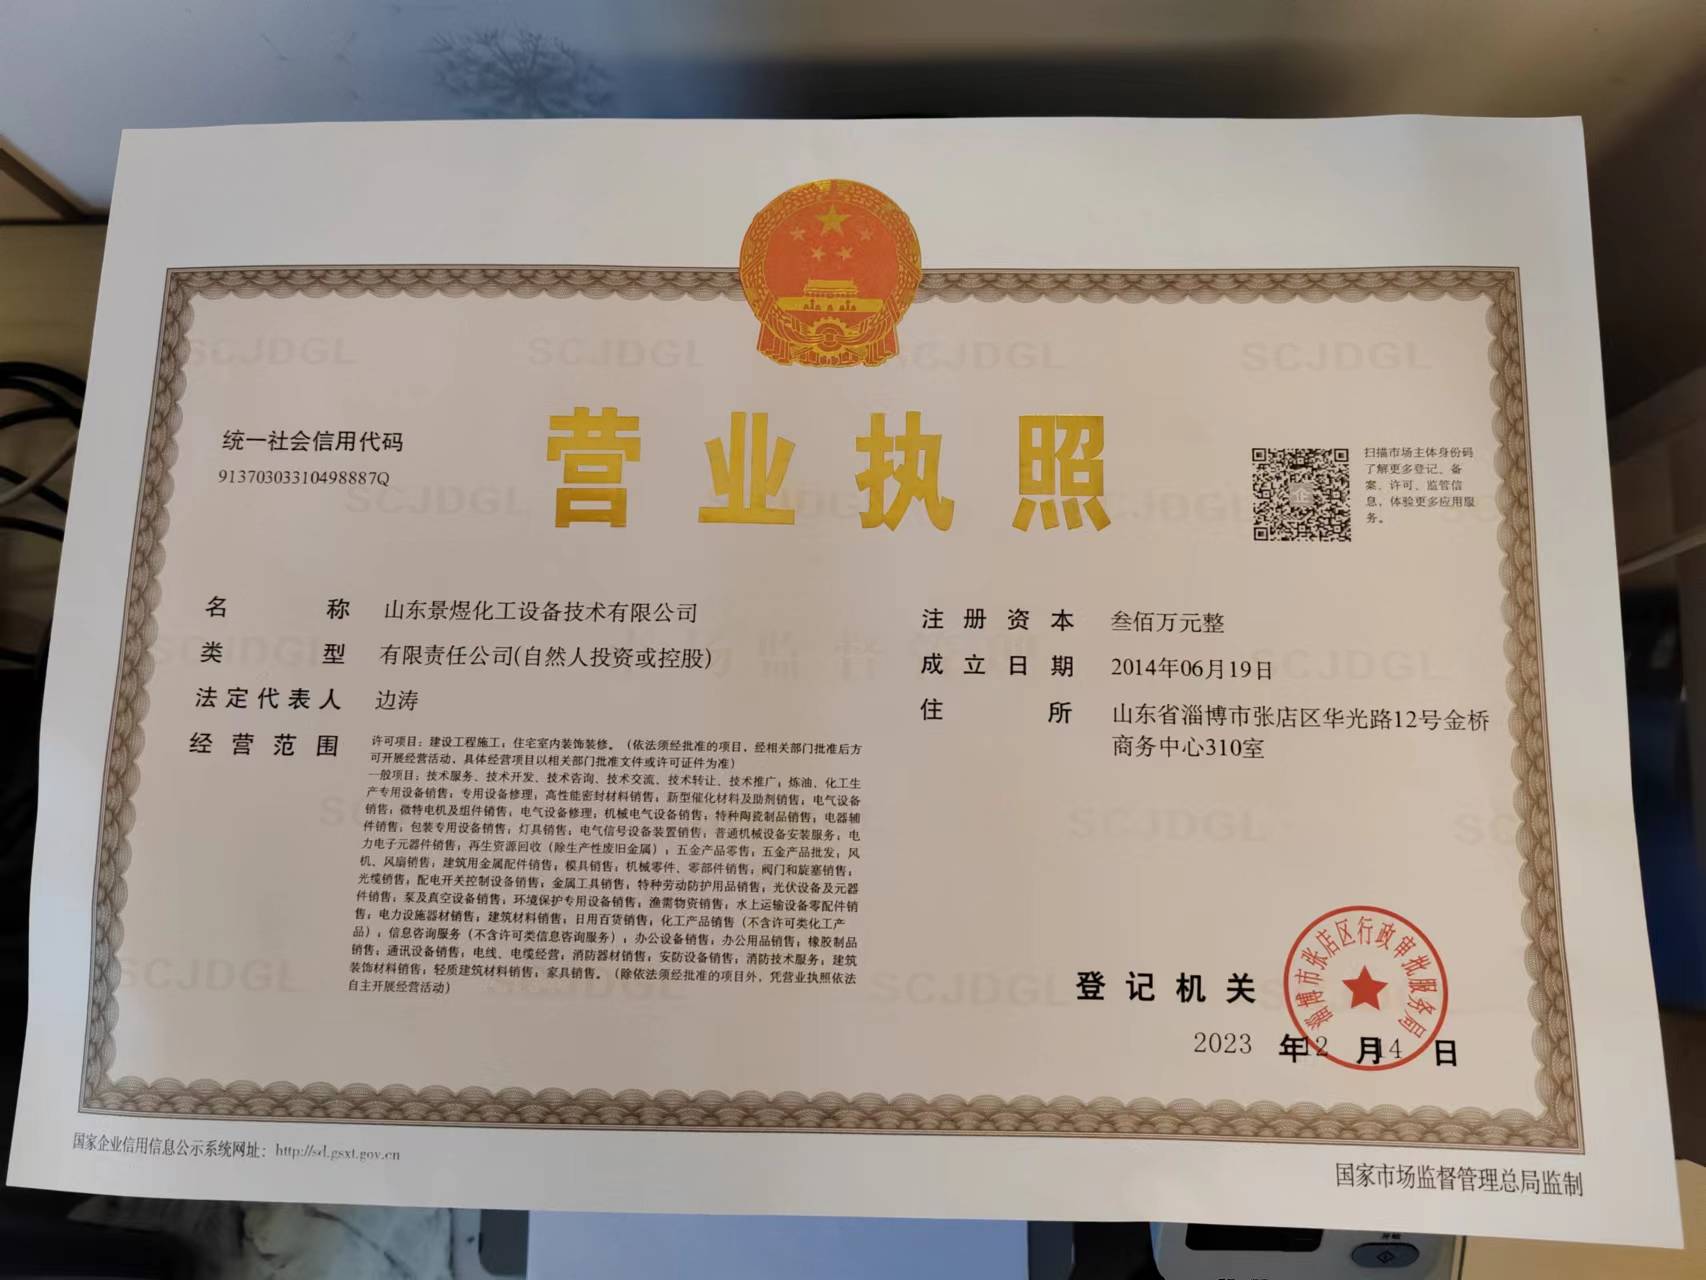 统一社会信用代码
91370303310498887Q
营业执照
扫描市场主体身份码
了解更多登记、备
案、许可、监管信
息，体验更多应用服
务。
名称 山东景煜化工设备技术有限公司
类型 有限责任公司(自然人投资或控股)
法定代表人 边涛
经营范围 许可项目：建设工程施工；住宅室内装饰装修。（依法须经批准的项目，经相关部门批准后方
可开展经营活动，具体经营项目以相关部门批准文件或许可证件为准）
一般项目：技术服务、技术开发、技术咨询、技术交流、技术转让、技术推广；炼油、化工生
产专用设备销售；专用设备修理；高性能密封材料销售；新型催化材料及助剂销售；电气设备
销售；微特电机及组件销售；电气设备修理；机械电气设备销售；特种陶瓷制品销售；电器辅
件销售；包装专用设备销售；灯具销售；电气信号设备装置销售；普通机械设备安装服务；电
力电子元器件销售；再生资源回收（除生产性废旧金属）；五金产品零售；五金产品批发；风
机、风扇销售；建筑用金属配件销售；模具销售；机械零件、零部件销售；阀门和旋塞销售；
光缆销售；配电开关控制设备销售；金属工具销售；特种劳动防护用品销售；光伏设备及元器
件销售；泵及真空设备销售；环境保护专用设备销售；渔需物资销售；水上运输设备零配件销
售；电力设施器材销售；建筑材料销售；日用百货销售；化工产品销售（不含许可类化工产
品）；信息咨询服务（不含许可类信息咨询服务）；办公设备销售；办公用品销售；橡胶制品
销售；通讯设备销售；电线、电缆经营；消防器材销售；安防设备销售；消防技术服务；建筑
装饰材料销售；轻质建筑材料销售；家具销售。（除依法须经批准的项目外，凭营业执照依法
自主开展经营活动）
注册资本 叁佰万元整
成立日期 2014年06月19日
住所 山东省淄博市张店区华光路12号金桥
商务中心310室
登记机关
淄博市张店区行政审批服务局
2023 年12 月14 日
国家企业信用信息公示系统网址：http://sd.gsxt.gov.cn
国家市场监督管理总局监制